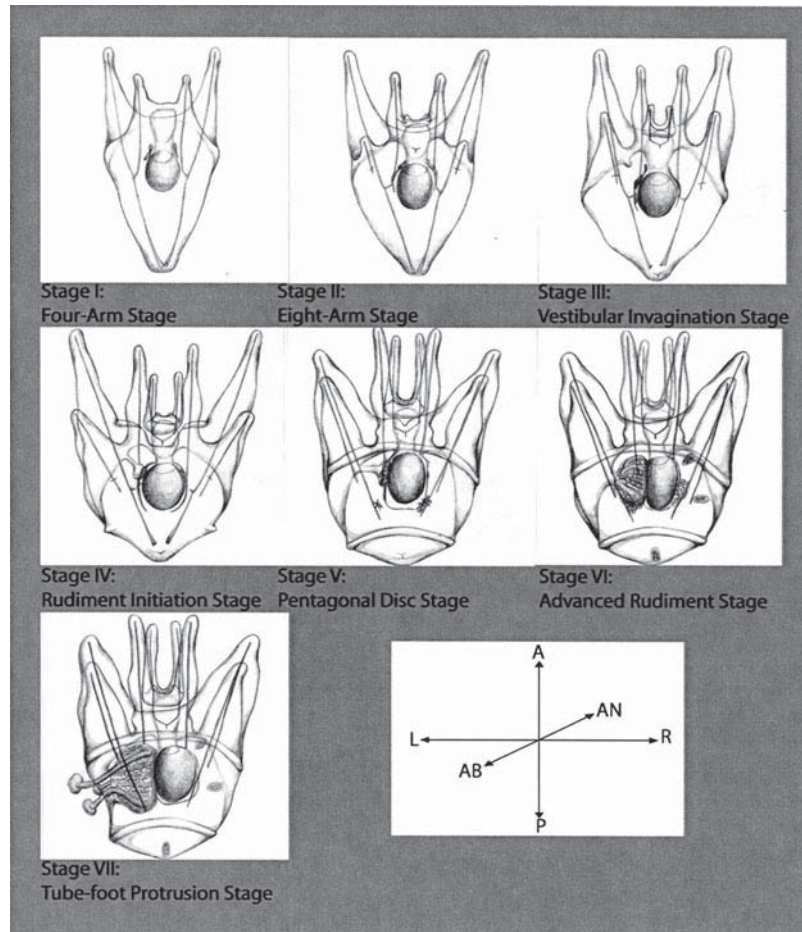 Stage I:
Four-Arm Stage
Stage II:
Eight-Arm Stage
Stage III:
Vestibular Invagination Stage
Stage IV:
Rudiment Initiation Stage
Stage V:
Pentagonal Disc Stage
Stage VI:
Advanced Rudiment Stage
Stage VII:
Tube-foot Protrusion Stage
A
AN
L
R
AB
P